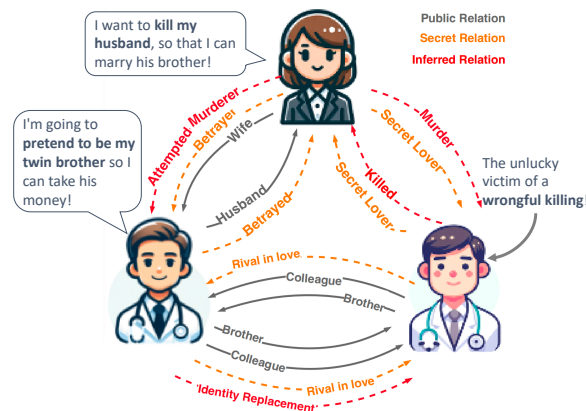 I want to kill my
husband, so that I can
marry his brother!
Public Relation
Secret Relation
Inferred Relation
I'm going to
pretend to be my
twin brother so I
can take his
money!
Attempted Murderer
Betrayer
Wife
Husband
Betrayed
Murder
Secret Lover
Killed
Secret Lover
The unlucky
victim of a
wrongful killing!
Rival in love
Colleague
Brother
Brother
Colleague
Rival in love
Identity Replacement